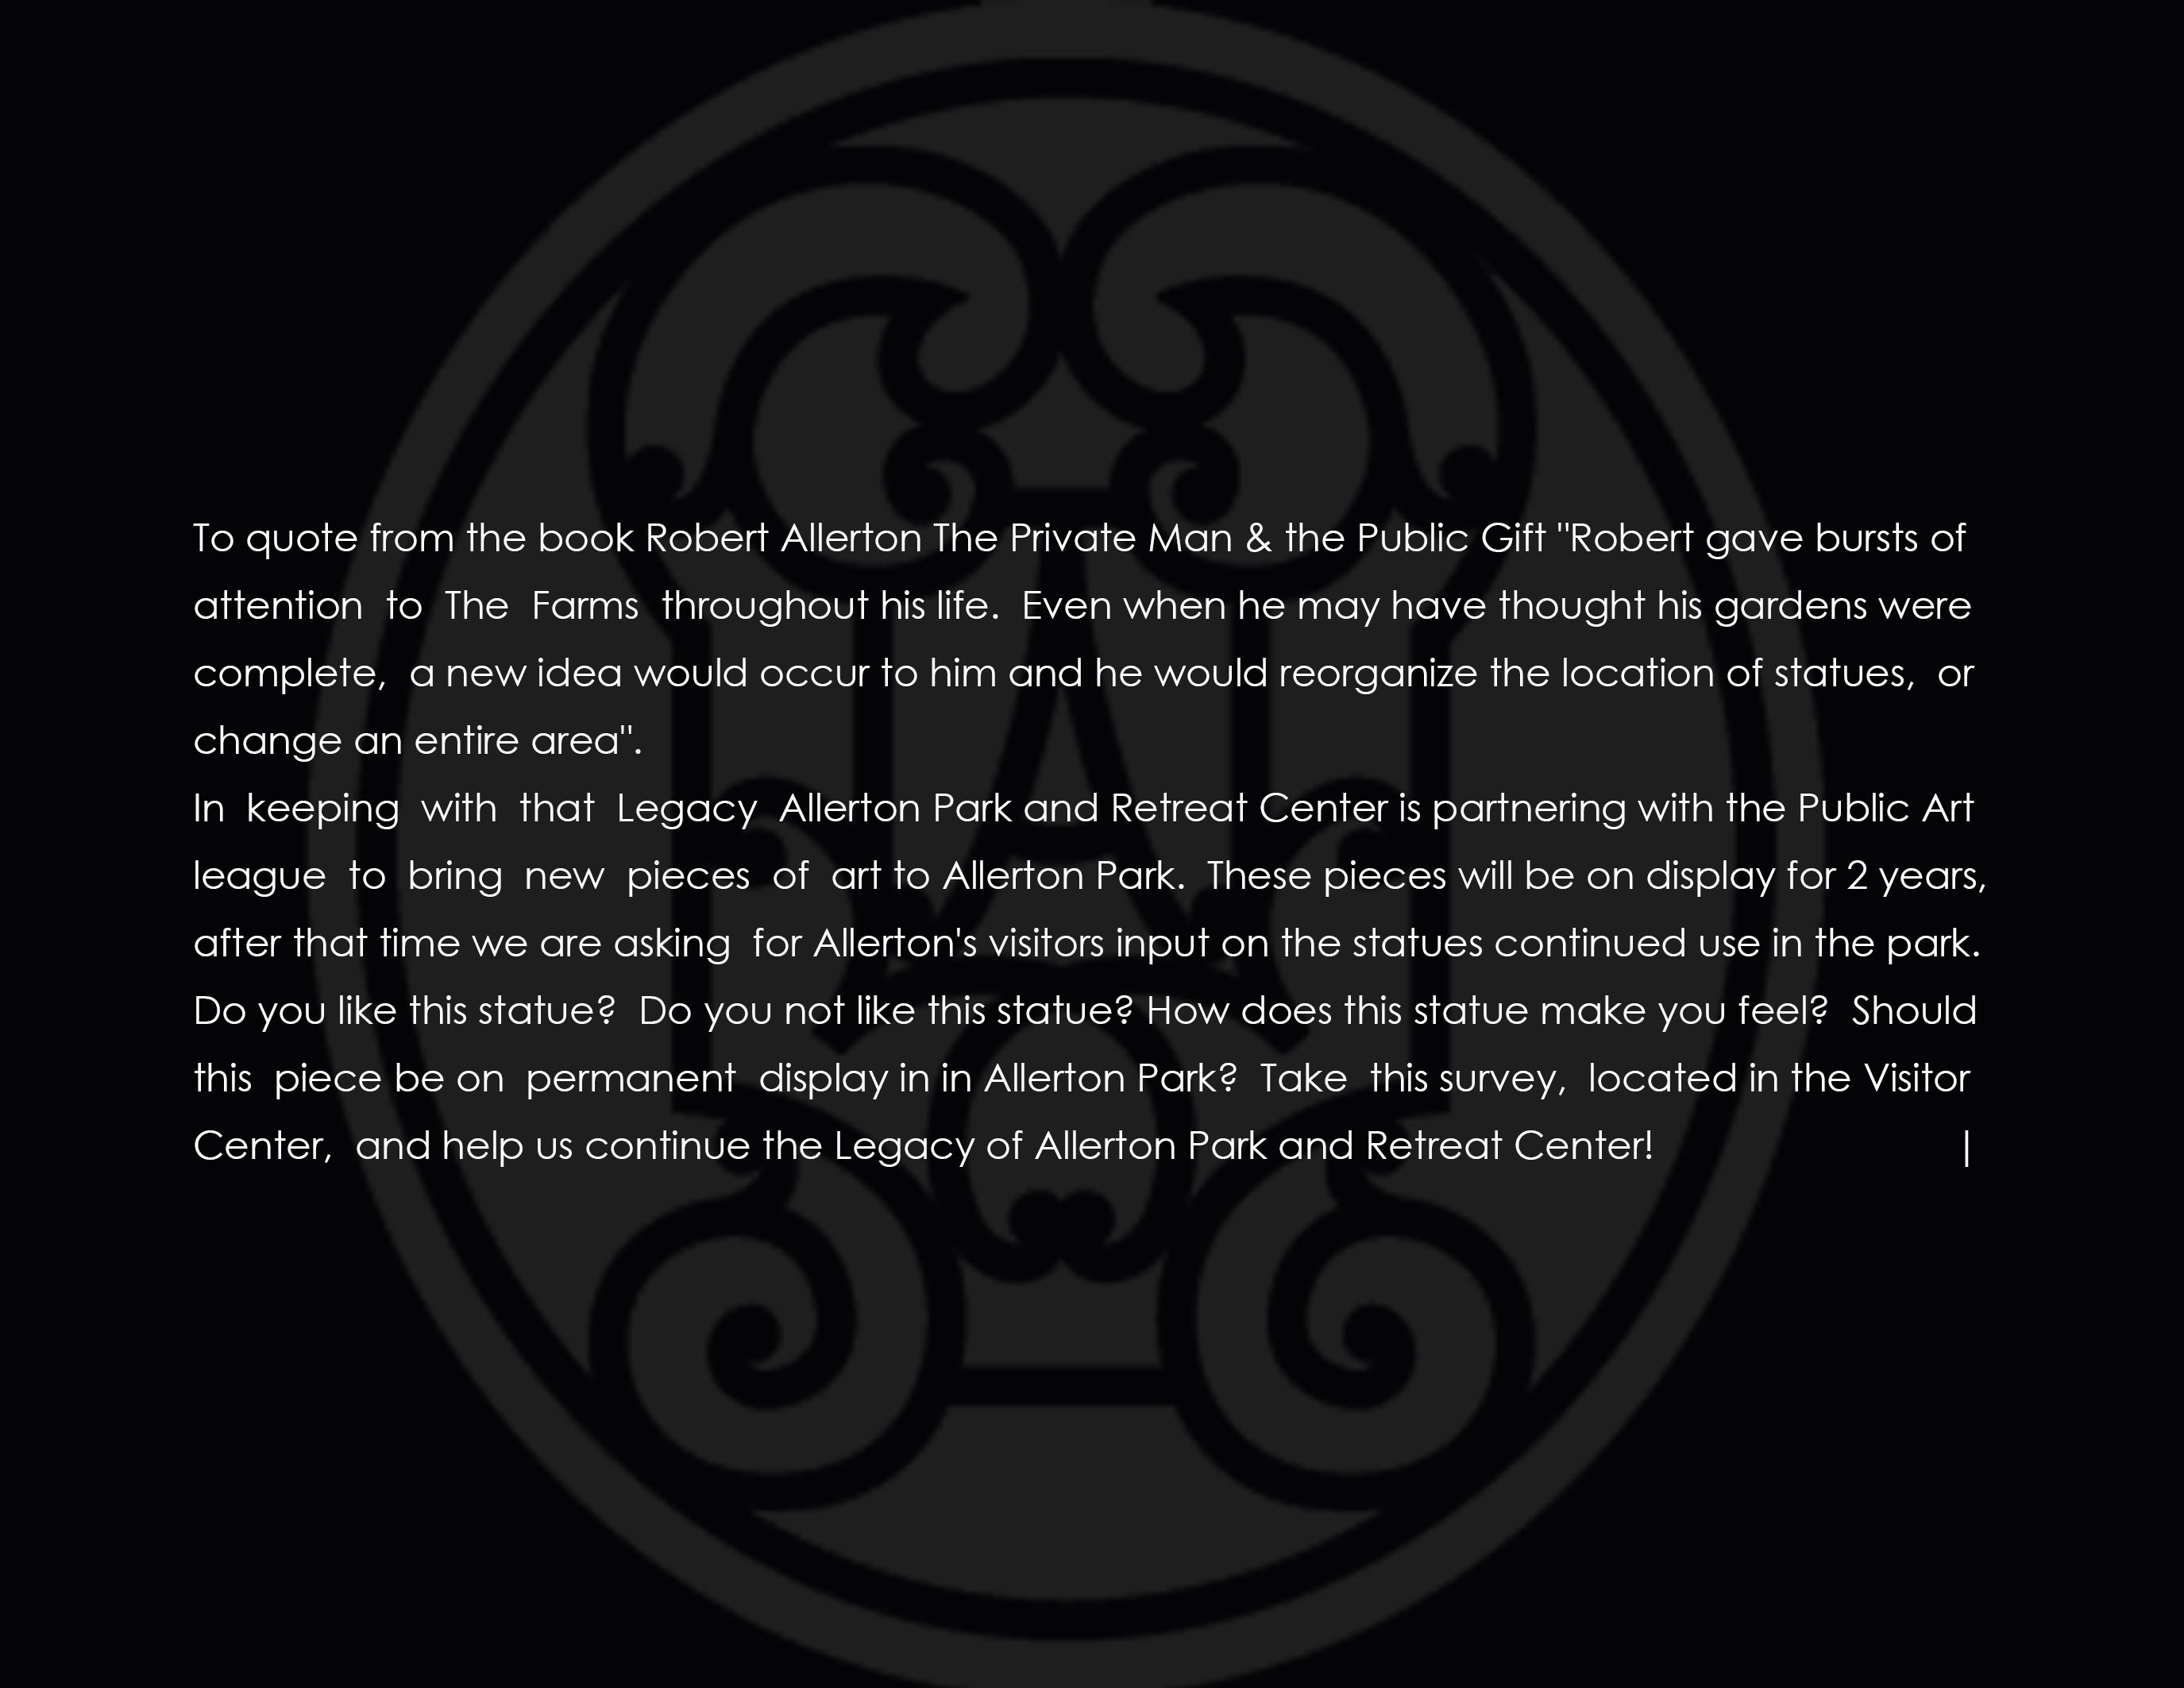 To quote from the book Robert Allerton The Private Man & the Public Gift "Robert gave bursts of
attention to The Farms throughout his life. Even when he may have thought his gardens were
complete, a new idea would occur to him and he would reorganize the location of statues, or
change an entire area".
In keeping with that Legacy Allerton Park and Retreat Center is partnering with the Public Art
league to bring new pieces of art to Allerton Park. These pieces will be on display for 2 years,
after that time we are asking for Allerton's visitors input on the statues continued use in the park.
Do you like this statue? Do you not like this statue? How does this statue make you feel? Should
this piece be on permanent display in in Allerton Park? Take this survey, located in the Visitor
Center, and help us continue the Legacy of Allerton Park and Retreat Center! |